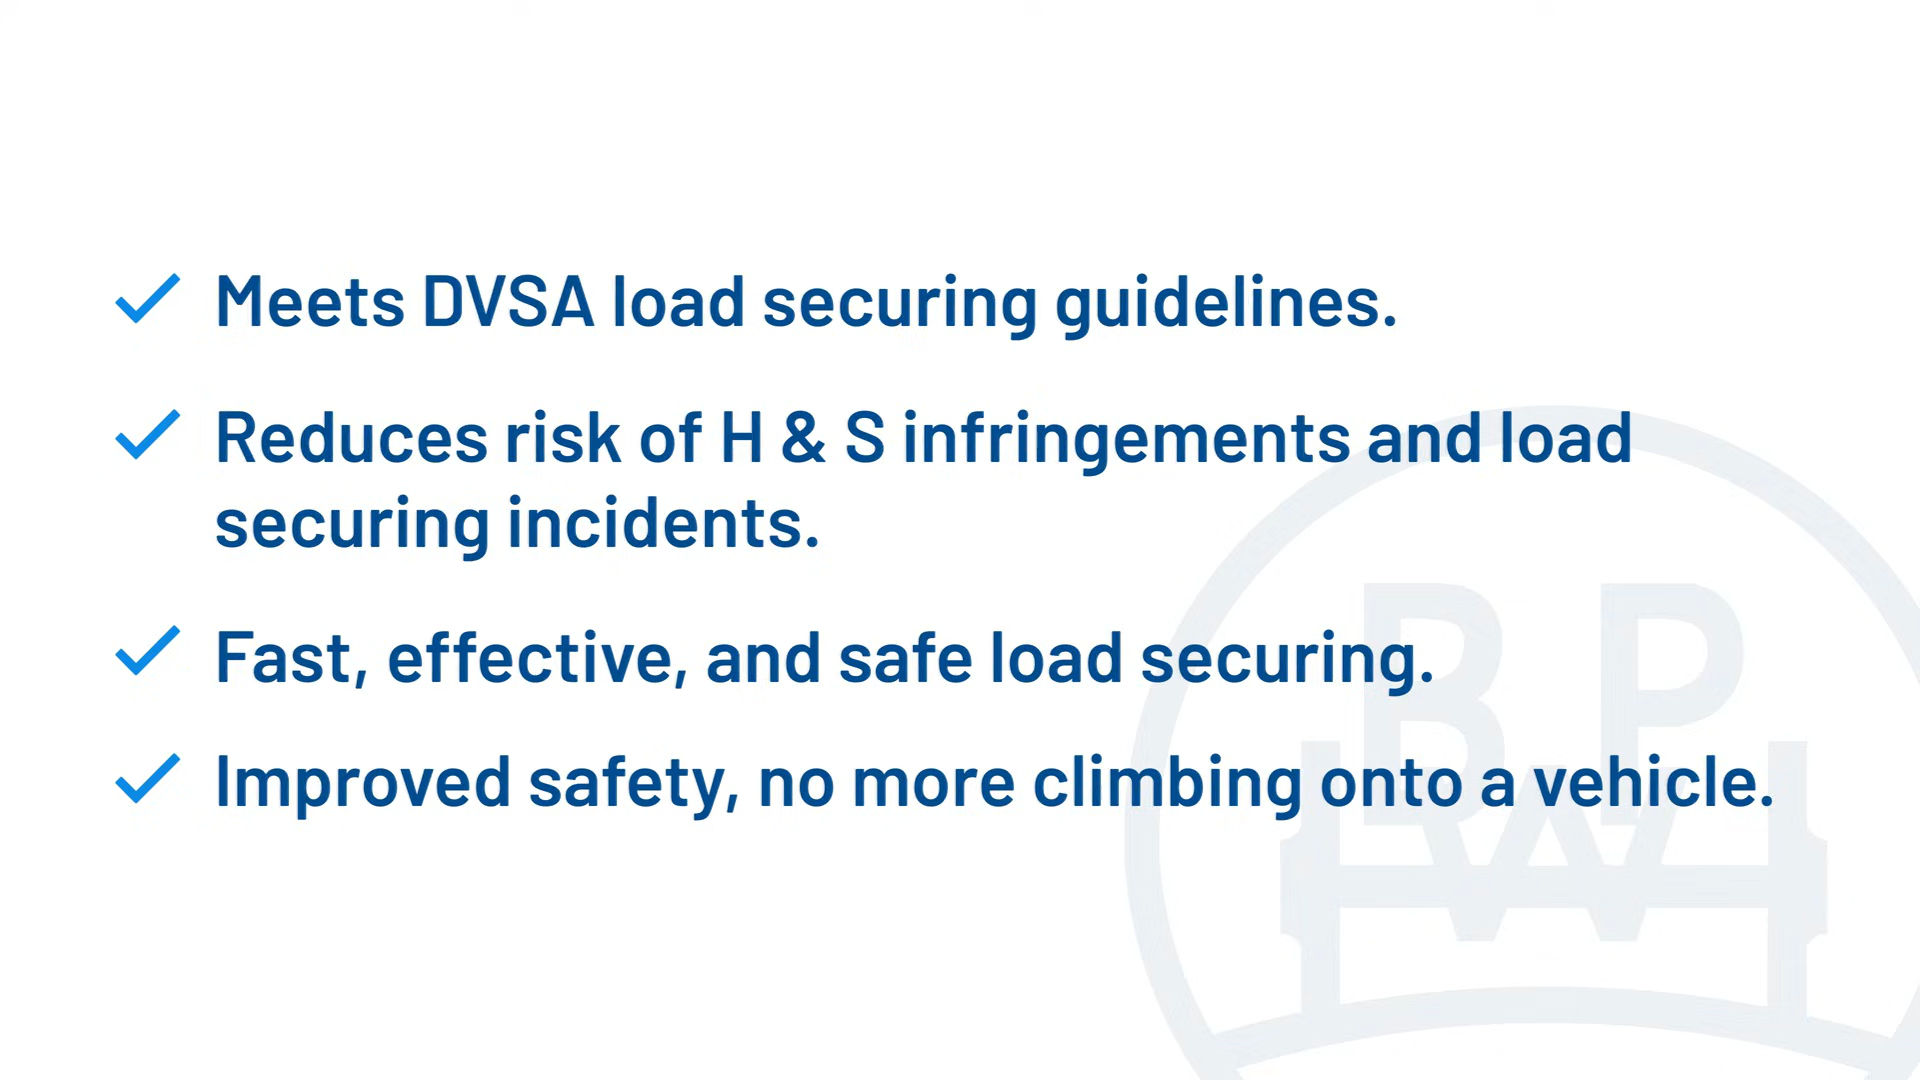 Meets DVSA load securing guidelines.
Reduces risk of H & S infringements and load
securing incidents.
Fast, effective, and safe load securing.
Improved safety, no more climbing onto a vehicle.
BPW